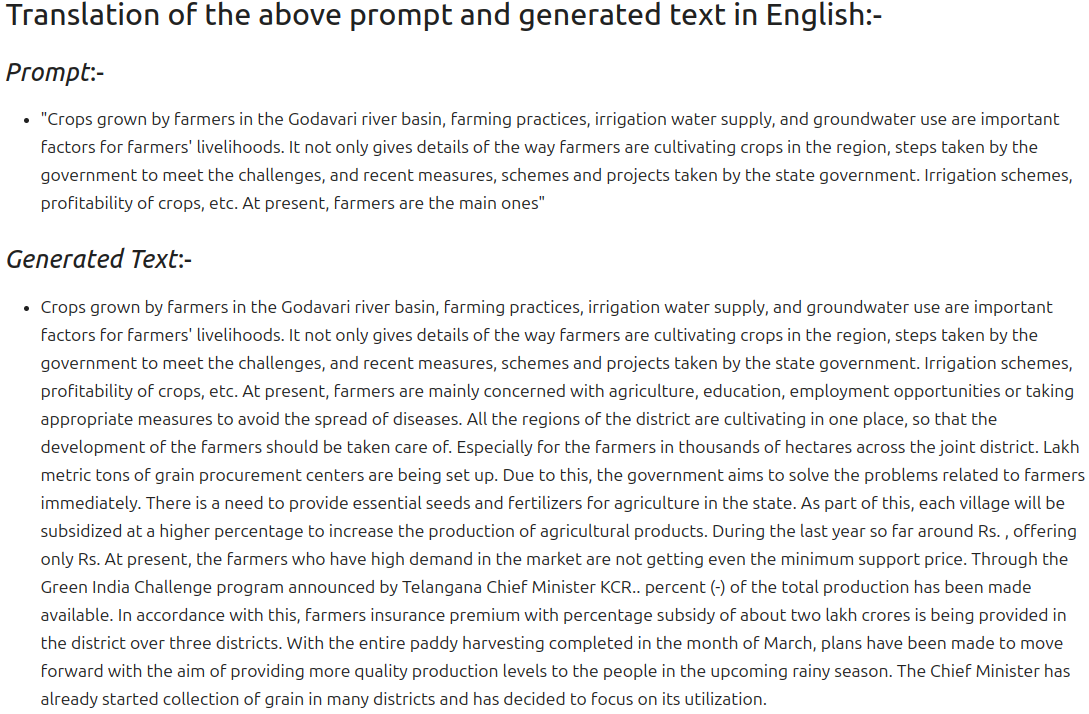 Translation of the above prompt and generated text in English:-
Prompt:-
• "Crops grown by farmers in the Godavari river basin, farming practices, irrigation water supply, and groundwater use are important
factors for farmers' livelihoods. It not only gives details of the way farmers are cultivating crops in the region, steps taken by the
government to meet the challenges, and recent measures, schemes and projects taken by the state government. Irrigation schemes,
profitability of crops, etc. At present, farmers are the main ones"
Generated Text:-
• Crops grown by farmers in the Godavari river basin, farming practices, irrigation water supply, and groundwater use are important
factors for farmers' livelihoods. It not only gives details of the way farmers are cultivating crops in the region, steps taken by the
government to meet the challenges, and recent measures, schemes and projects taken by the state government. Irrigation schemes,
profitability of crops, etc. At present, farmers are mainly concerned with agriculture, education, employment opportunities or taking
appropriate measures to avoid the spread of diseases. All the regions of the district are cultivating in one place, so that the
development of the farmers should be taken care of. Especially for the farmers in thousands of hectares across the joint district. Lakh
metric tons of grain procurement centers are being set up. Due to this, the government aims to solve the problems related to farmers
immediately. There is a need to provide essential seeds and fertilizers for agriculture in the state. As part of this, each village will be
subsidized at a higher percentage to increase the production of agricultural products. During the last year so far around Rs. , offering
only Rs. At present, the farmers who have high demand in the market are not getting even the minimum support price. Through the
Green India Challenge program announced by Telangana Chief Minister KCR.. percent (-) of the total production has been made
available. In accordance with this, farmers insurance premium with percentage subsidy of about two lakh crores is being provided in
the district over three districts. With the entire paddy harvesting completed in the month of March, plans have been made to move
forward with the aim of providing more quality production levels to the people in the upcoming rainy season. The Chief Minister has
already started collection of grain in many districts and has decided to focus on its utilization.